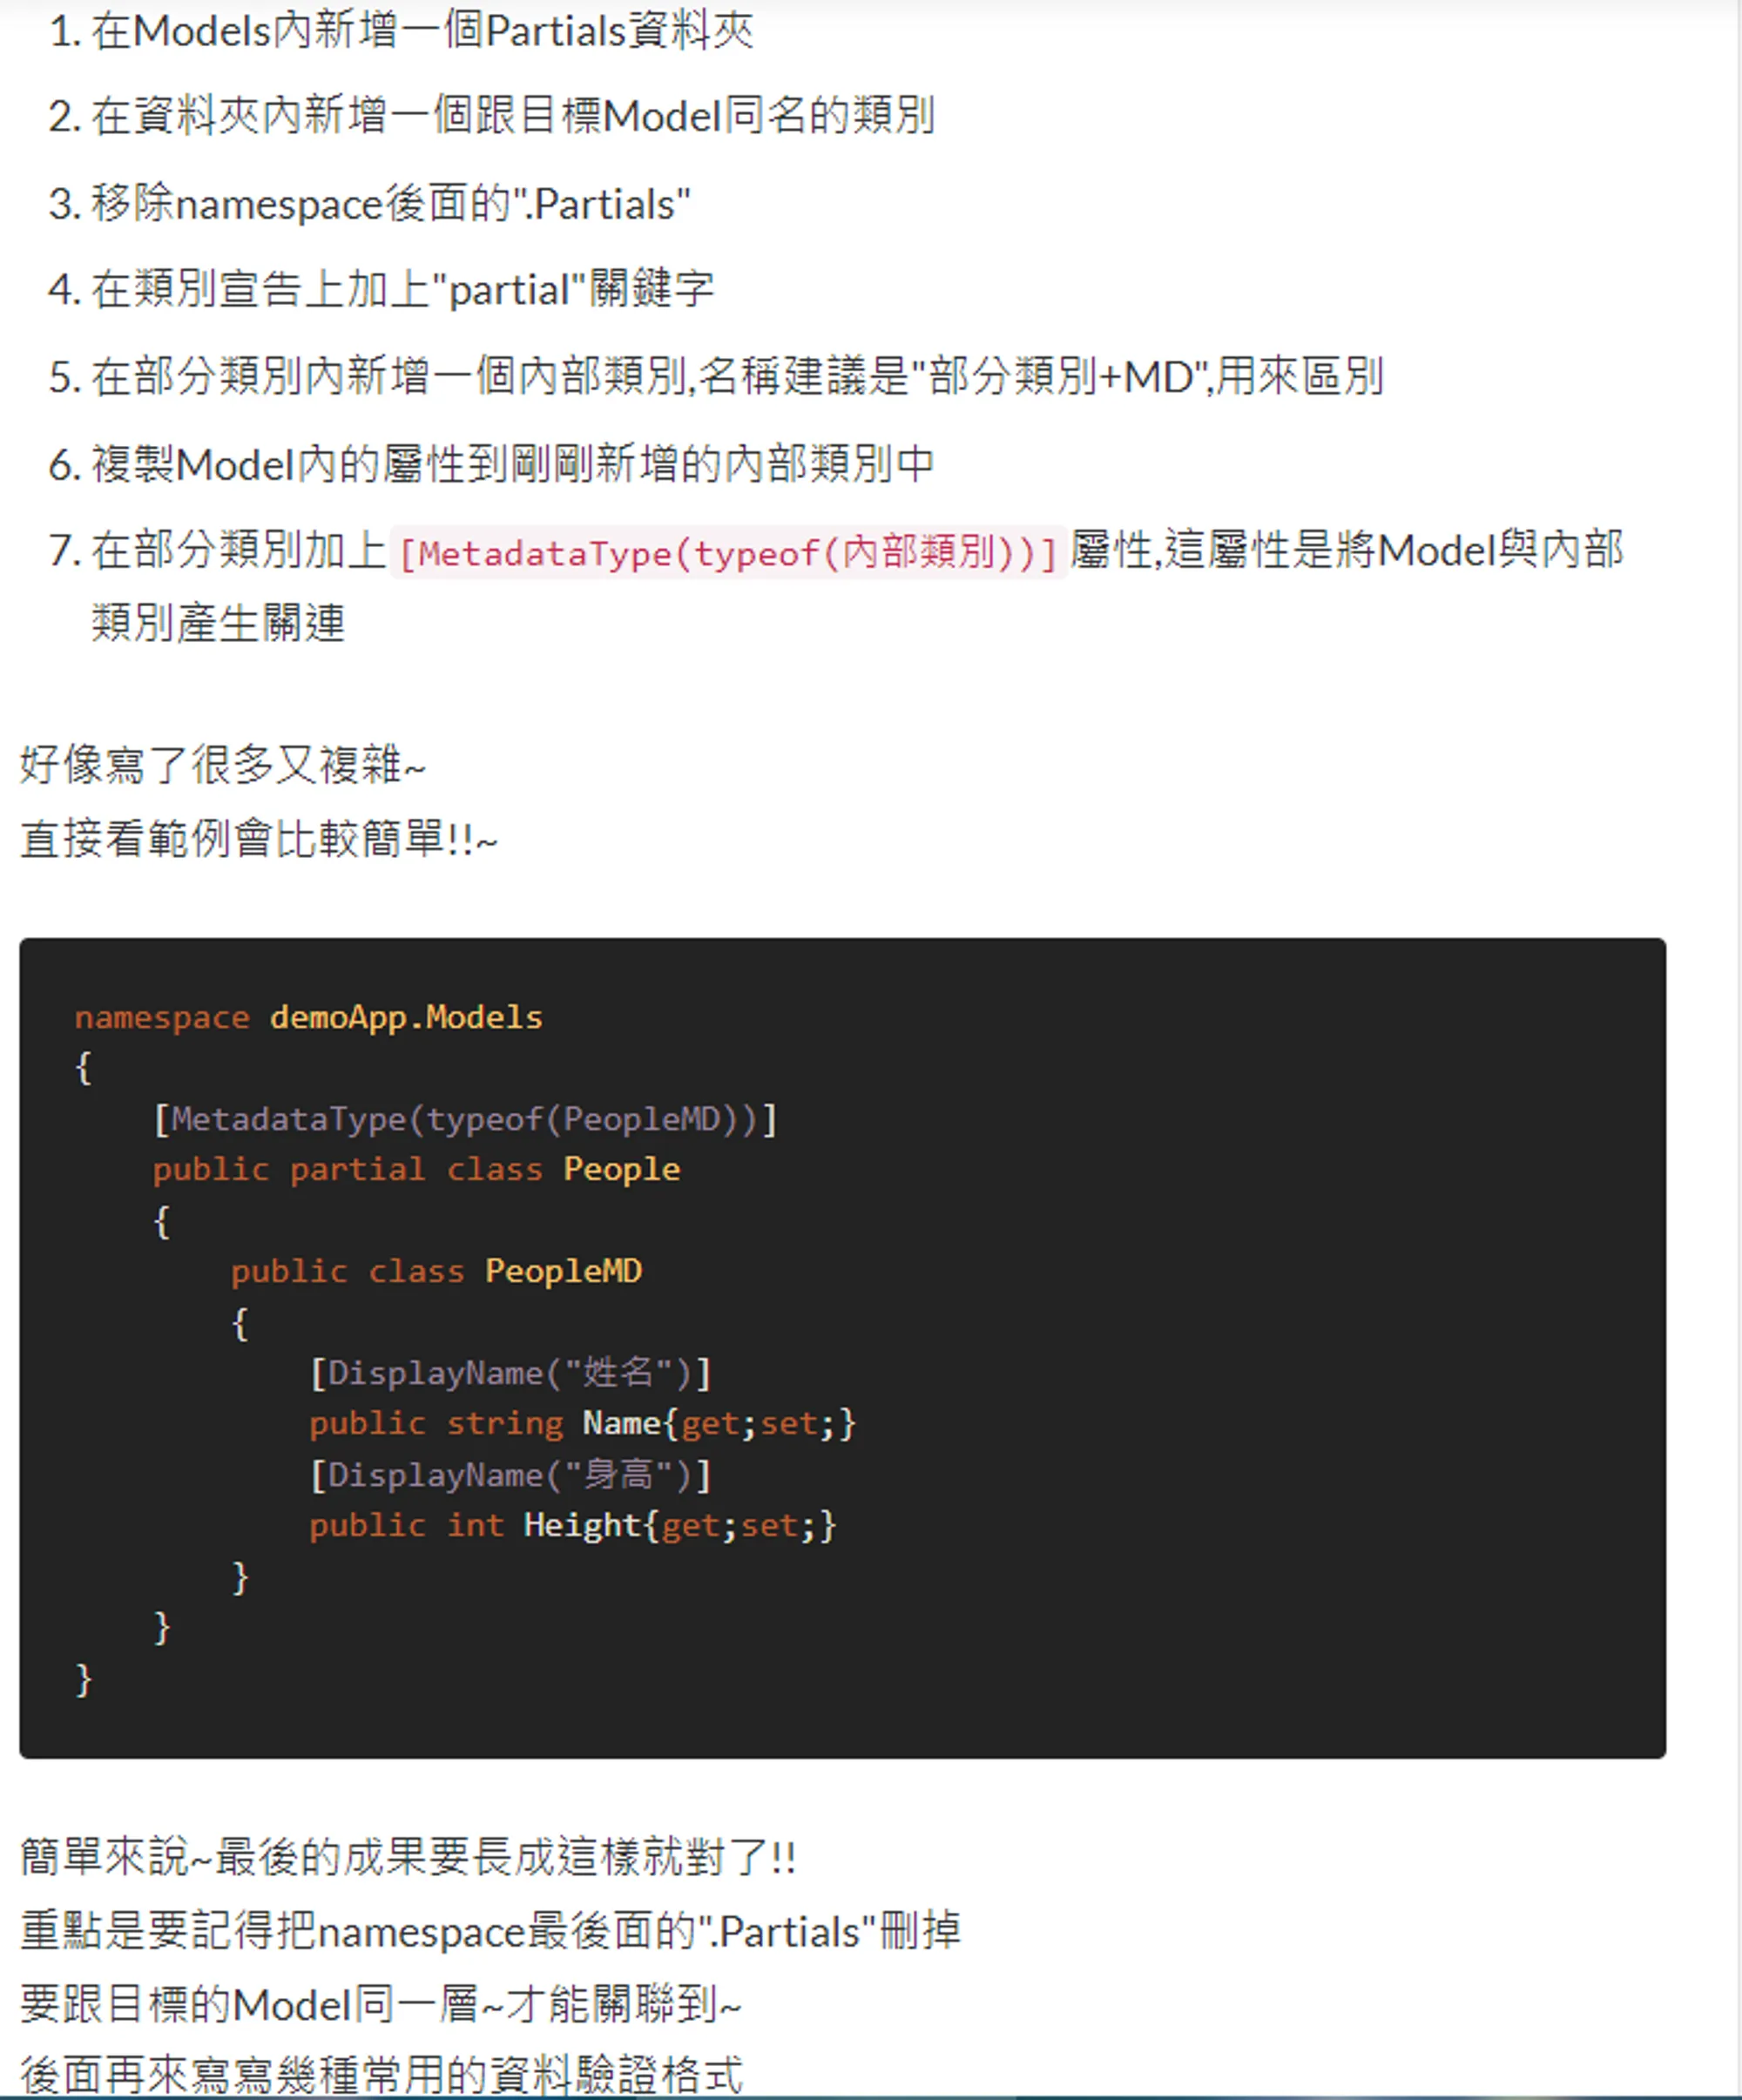 1. 在Models內新增一個Partials資料夾
2. 在資料夾內新增一個跟目標Model同名的類別
3. 移除namespace後面的".Partials"
4. 在類別宣告上加上"partial"關鍵字
5. 在部分類別內新增一個內部類別,名稱建議是"部分類別+MD",用來區別
6. 複製Model內的屬性到剛剛新增的內部類別中
7. 在部分類別加上[MetadataType(typeof(內部類別))]屬性,這屬性是將Model與內部
類別產生關連
好像寫了很多又複雜~
直接看範例會比較簡單!!~
namespace demoApp.Models
{
    [MetadataType(typeof(PeopleMD))]
    public partial class People
    {
        public class PeopleMD
        {
            [DisplayName("姓名")]
            public string Name{get;set;}
            [DisplayName("身高")]
            public int Height{get;set;}
        }
    }
}
簡單來說~最後的成果要長成這樣就對了!!
重點是要記得把namespace最後面的".Partials"刪掉
要跟目標的Model同一層~才能關聯到~
後面再來寫寫幾種常用的資料驗證格式